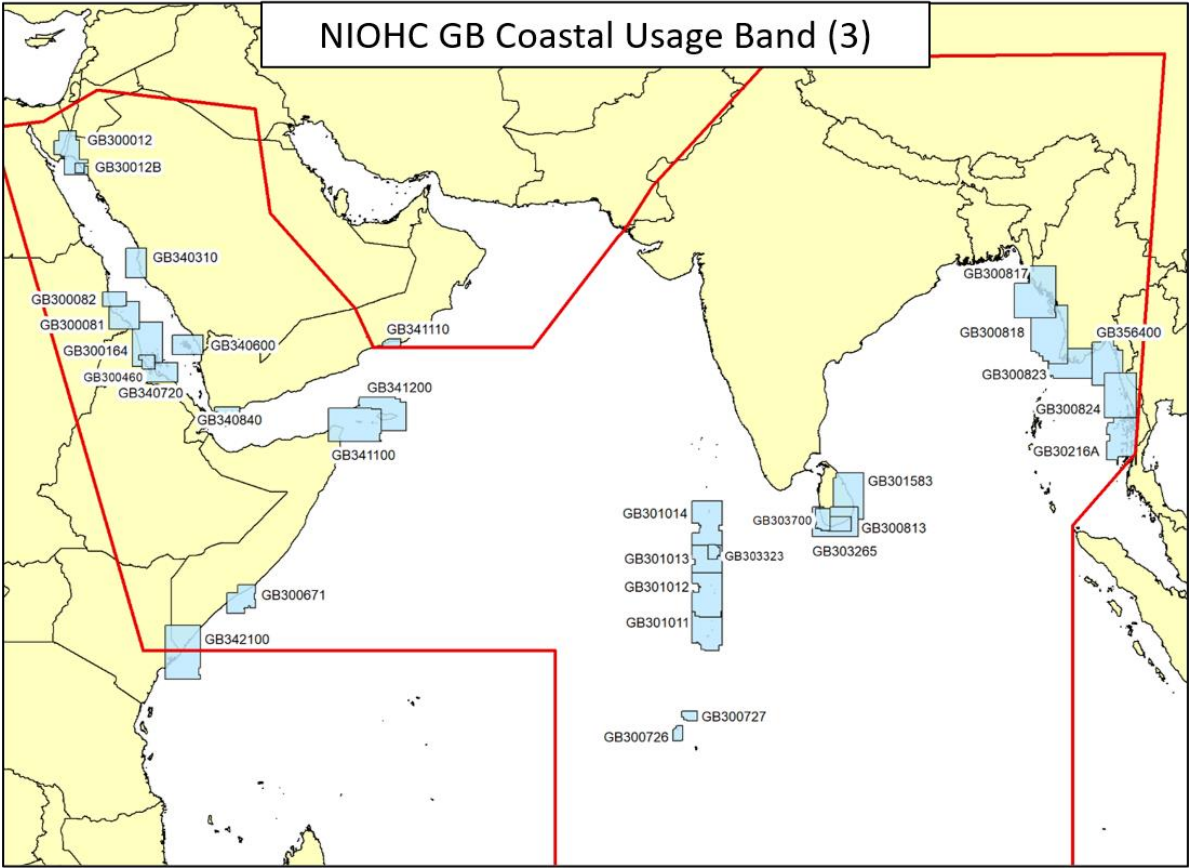 NIOHC GB Coastal Usage Band (3)
GB300012
GB30012B
GB340310
GB300082
GB300081
GB300164
GB340600
GB300460
GB340720
GB340840
GB341110
GB341200
GB341100
GB300671
GB342100
GB301014
GB301013
GB303323
GB301012
GB301011
GB300727
GB300726
GB301583
GB303700
GB300813
GB303265
GB300817
GB300818
GB356400
GB300823
GB300824
GB30216A